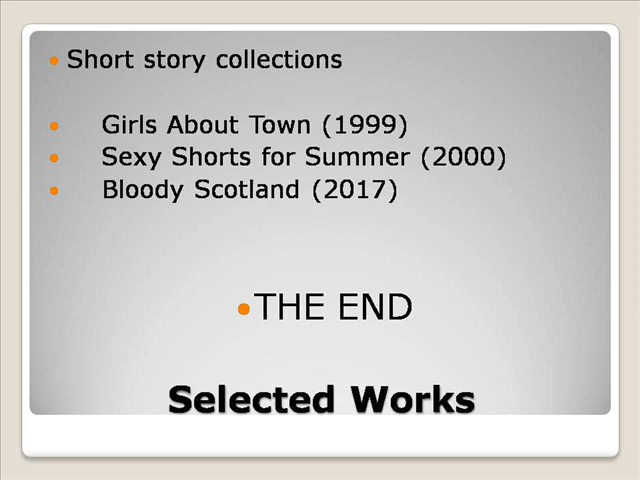 Short story collections
Girls About Town (1999)
Sexy Shorts for Summer (2000)
Bloody Scotland (2017)
THE END
Selected Works